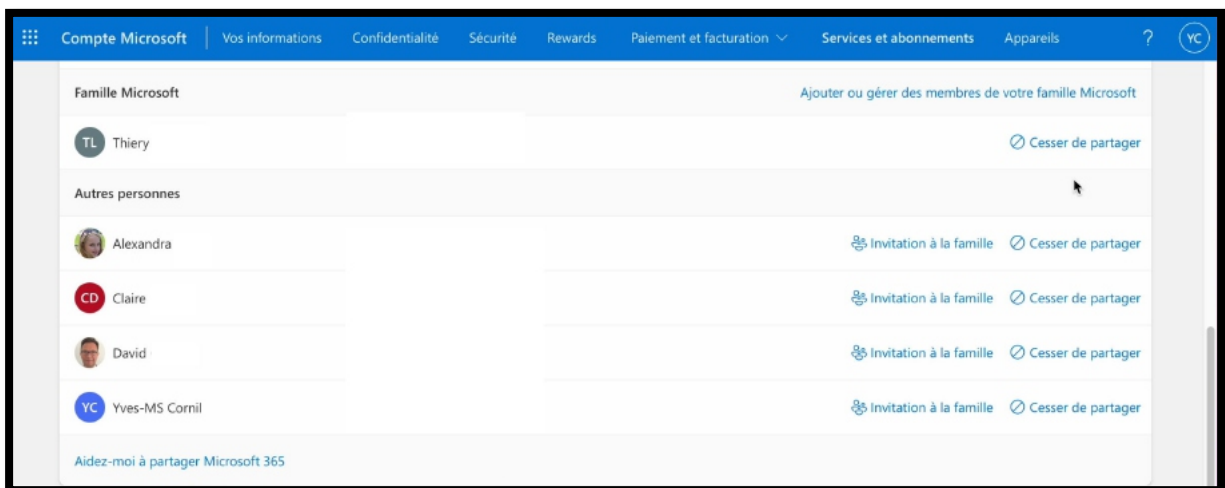 Compte Microsoft Vos informations Confidentialité Sécurité Rewards Paiement et facturation Services et abonnements Appareils ? YC
Famille Microsoft Ajouter ou gérer des membres de votre famille Microsoft
TL Thiery Cesser de partager
Autres personnes
Alexandra Invitation à la famille Cesser de partager
CD Claire Invitation à la famille Cesser de partager
David Invitation à la famille Cesser de partager
YC Yves-MS Cornil Invitation à la famille Cesser de partager
Aidez-moi à partager Microsoft 365